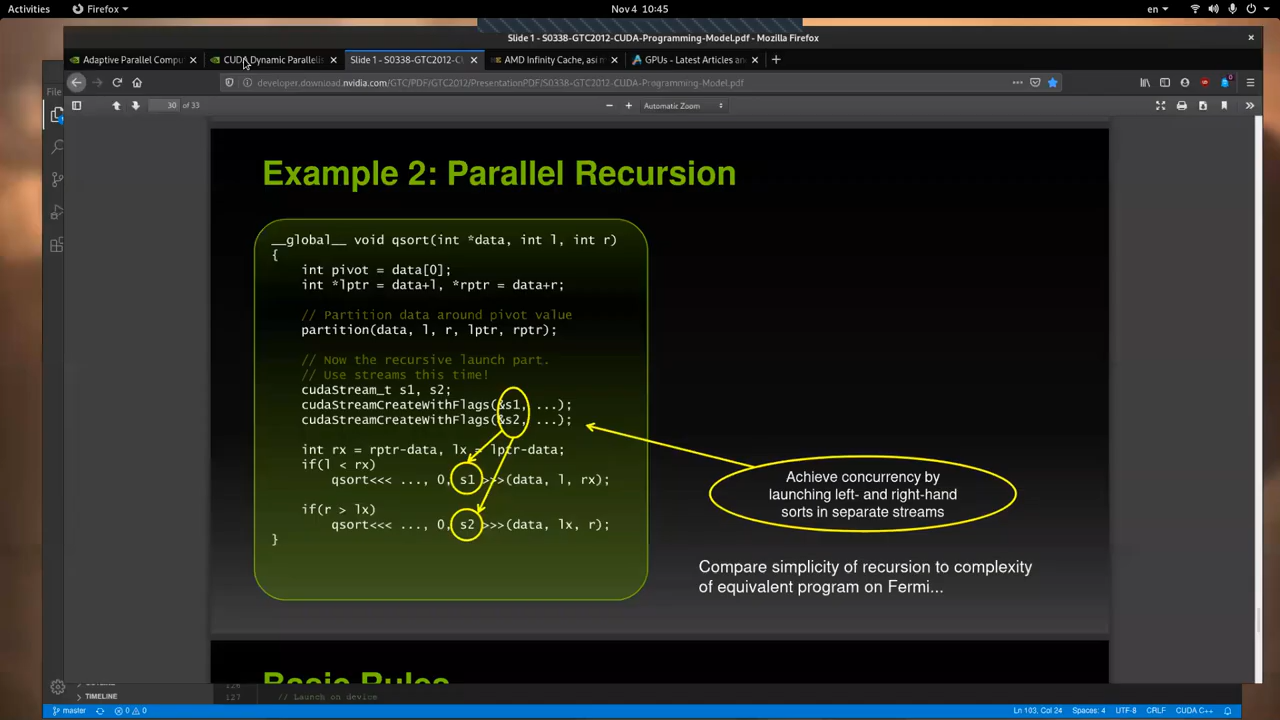 Activities
Firefox
Nov 4 10:45
en
Slide 1 - S0338-GTC2012-CUDA-Programming-Model.pdf - Mozilla Firefox
Adaptive Parallel Compu
CUDA Dynamic Parallelis
Slide 1 - S0338-GTC2012-C
AMD Infinity Cache, as i
GPUs - Latest Articles an
File
developer.download.nvidia.com/GTC/PDF/GTC2012/PresentationPDF/S0338-GTC2012-CUDA-Programming-Model.pdf
30 of 33
Automatic Zoom
Example 2: Parallel Recursion
__global__ void qsort(int *data, int l, int r)
{
int pivot = data[0];
int *lptr = data+l, *rptr = data+r;
// Partition data around pivot value
partition(data, l, r, lptr, rptr);
// Now the recursive launch part.
// Use streams this time!
cudaStream_t s1, s2;
cudaStreamCreateWithFlags(&s1, ...);
cudaStreamCreateWithFlags(&s2, ...);
int rx = rptr-data, lx = lptr-data;
if(l < rx)
qsort<<< ..., 0, s1 >>>(data, l, rx);
if(r > lx)
qsort<<< ..., 0, s2 >>>(data, lx, r);
}
Achieve concurrency by
launching left- and right-hand
sorts in separate streams
Compare simplicity of recursion to complexity
of equivalent program on Fermi...
TIMELINE
127 // Launch on device
master
0 0
Ln 103, Col 24
Spaces: 4
UTF-8
CRLF
CUDA C++